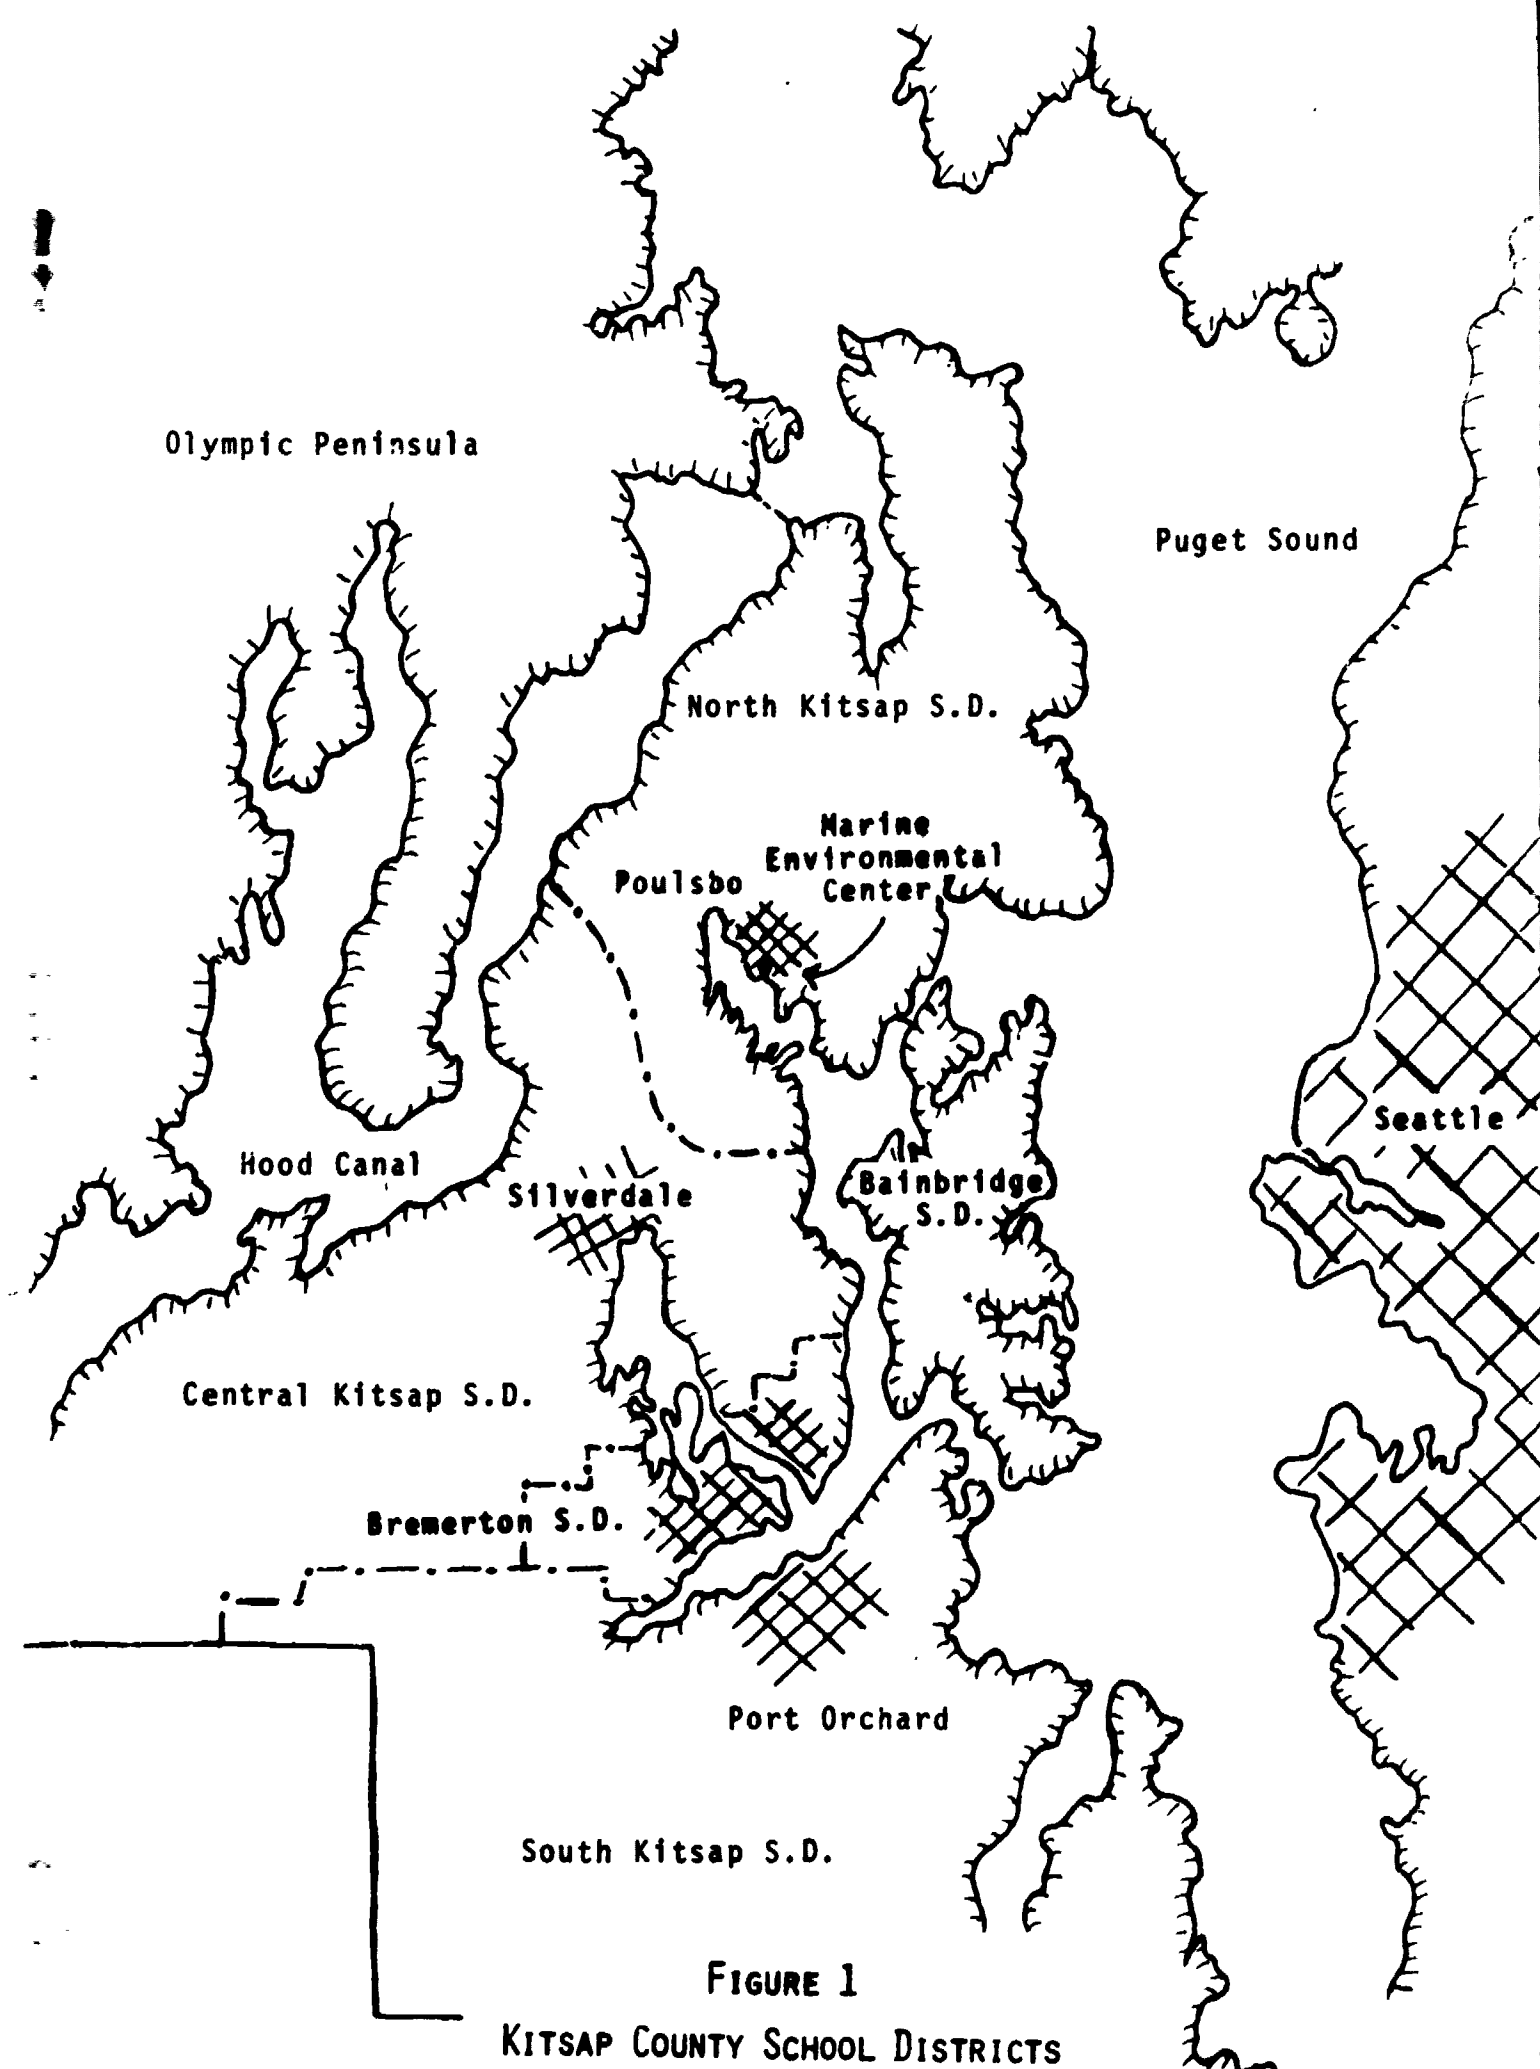 Olympic Peninsula
Puget Sound
North Kitsap S.D.
Marine
Environmental
Center
Poulsbo
Seattle
Hood Canal
Silverdale
Bainbridge
S.D.
Central Kitsap S.D.
Bremerton S.D.
Port Orchard
South Kitsap S.D.
FIGURE 1
KITSAP COUNTY SCHOOL DISTRICTS